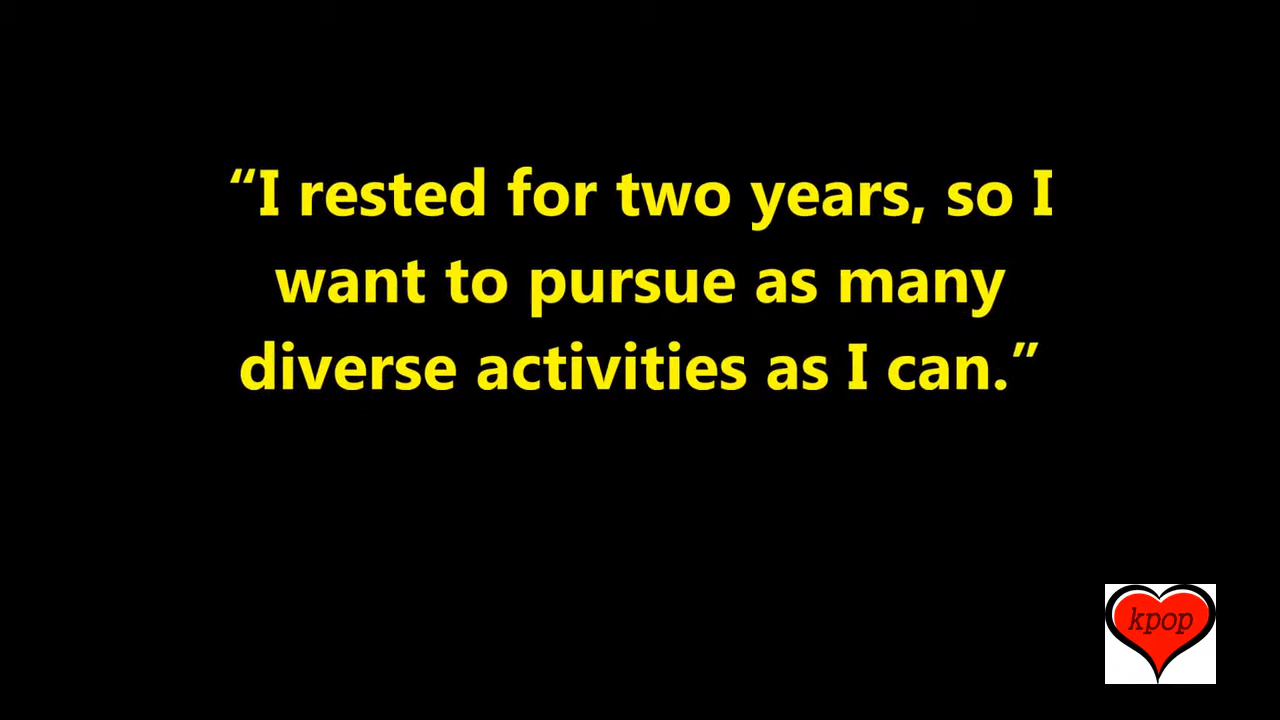 “I rested for two years, so I
want to pursue as many
diverse activities as I can.”
kpop